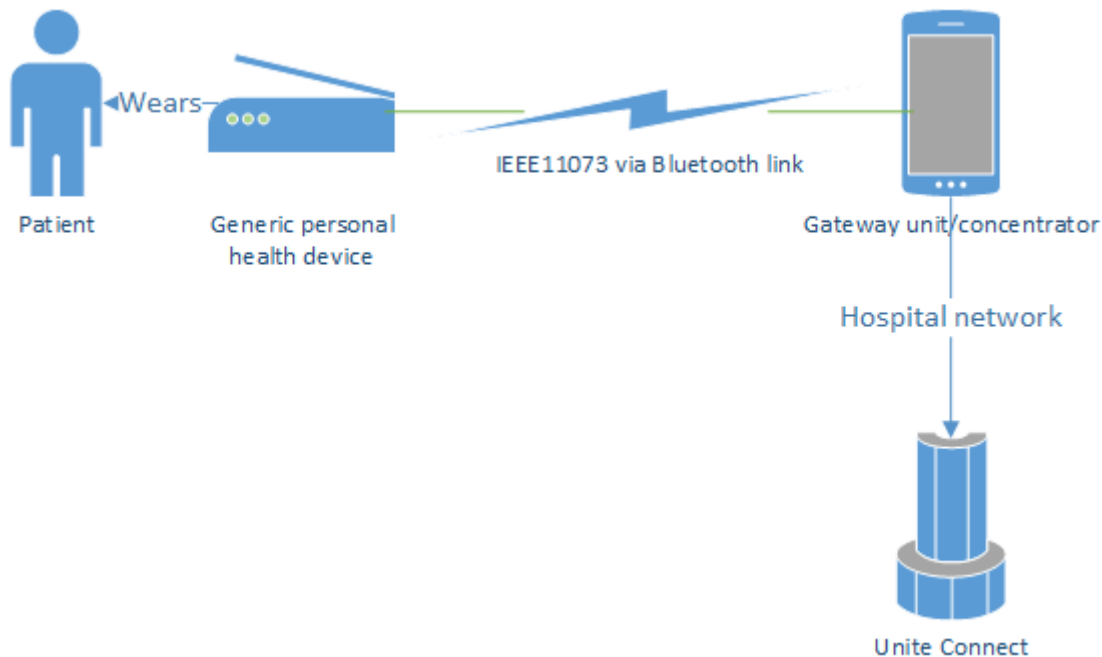 Wears
IEEE11073 via Bluetooth link
Patient
Generic personal
health device
Gateway unit/concentrator
Hospital network
Unite Connect